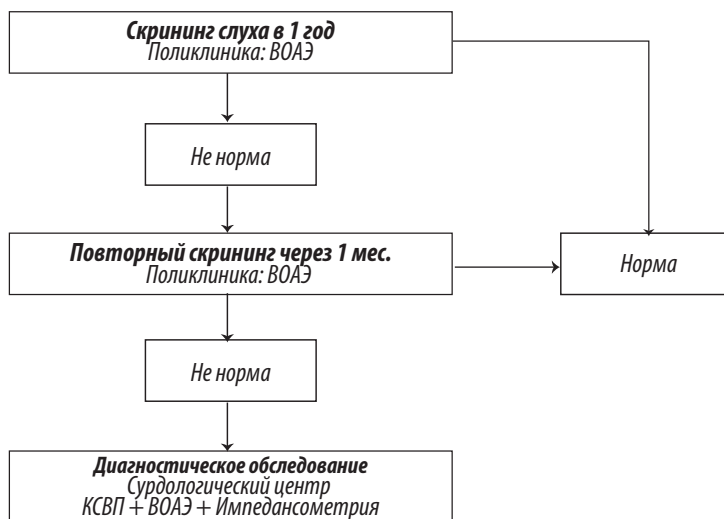 Скрининг слуха в 1 год
Поликлиника: ВОАЭ
Не норма
Повторный скрининг через 1 мес.
Поликлиника: ВОАЭ
Норма
Не норма
Диагностическое обследование
Сурдологический центр
КСВП + ВОАЭ + Импедансометрия